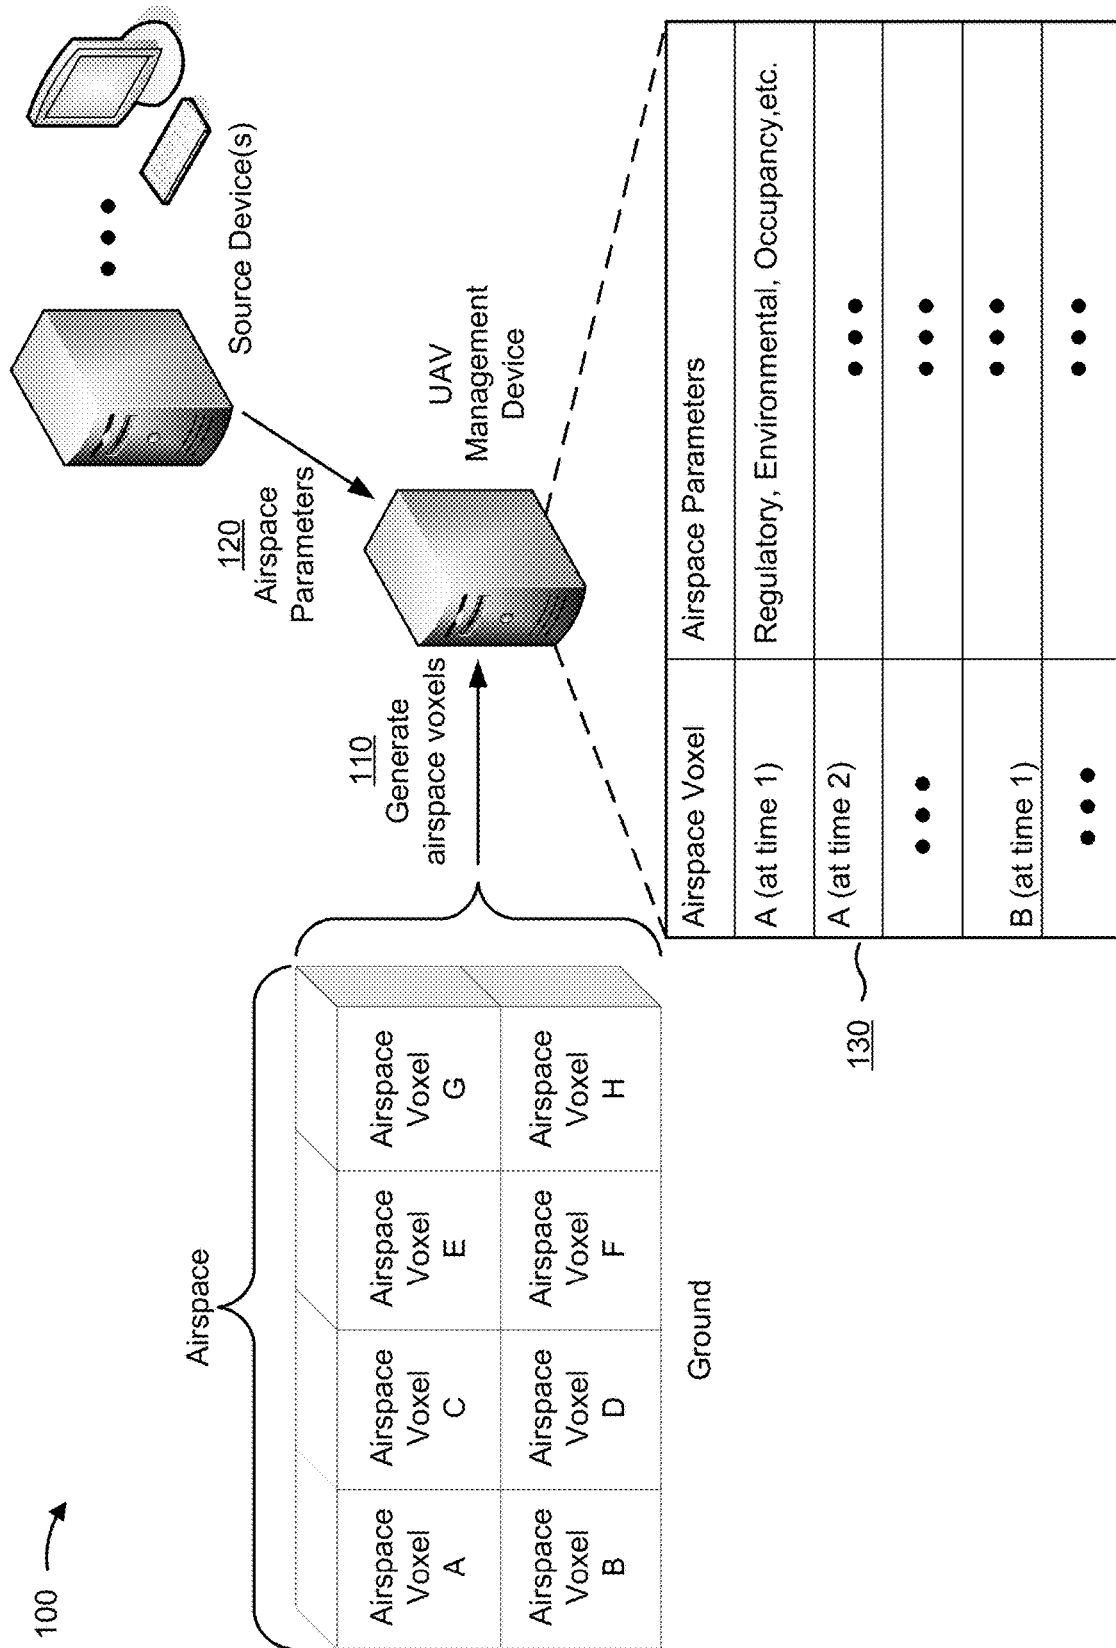 100
Airspace
Airspace
Voxel
A
Airspace
Voxel
C
Airspace
Voxel
E
Airspace
Voxel
G
Airspace
Voxel
B
Airspace
Voxel
D
Airspace
Voxel
F
Airspace
Voxel
H
Ground
110
Generate
airspace voxels
120
Airspace
Parameters
Source Device(s)
UAV
Management
Device
130
Airspace Voxel
Airspace Parameters
A (at time 1)
Regulatory, Environmental, Occupancy,etc.
A (at time 2)
B (at time 1)